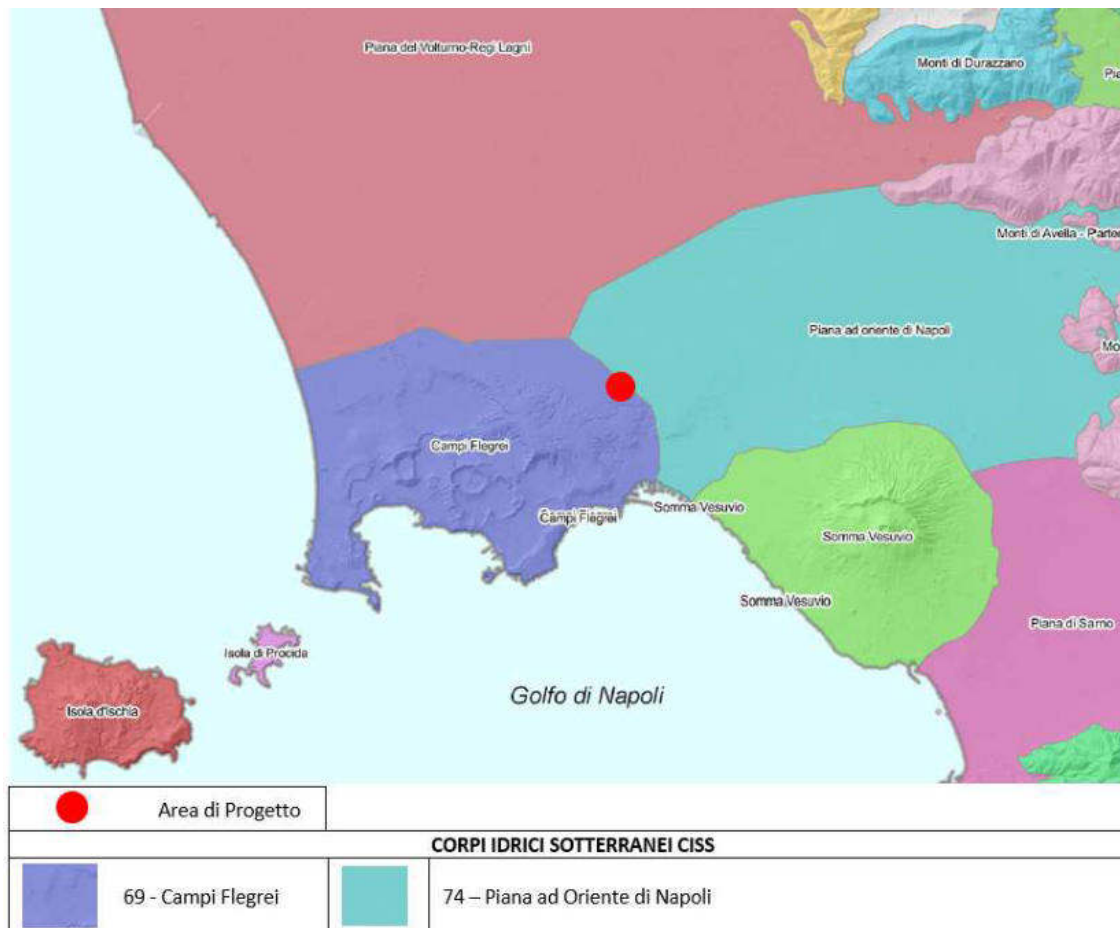 Piana del Volturno-Regi Lagni
Monti di Durazzano
Monti di Avella - Parte
Piana ad oriente di Napoli
Campi Flegrei
Campi Flegrei
Somma Vesuvio
Somma Vesuvio
Somma Vesuvio
Piana di Sarno
Isola di Procida
Isola d'Ischia
Golfo di Napoli
Area di Progetto
CORPI IDRICI SOTTERRANEI CISS
69 - Campi Flegrei
74 – Piana ad Oriente di Napoli